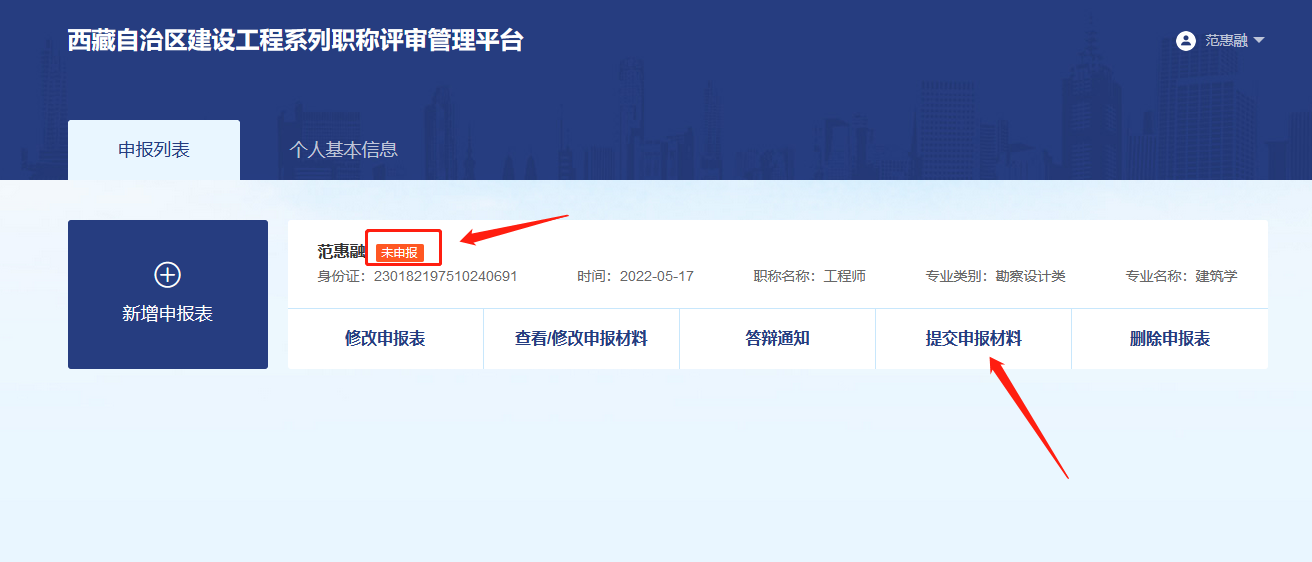 西藏自治区建设工程系列职称评审管理平台
范惠融
申报列表 个人基本信息
范惠融 未申报
身份证：230182197510240691 时间：2022-05-17 职称名称：工程师 专业类别：勘察设计类 专业名称：建筑学
新增申报表
修改申报表 查看/修改申报材料 答辩通知 提交申报材料 删除申报表